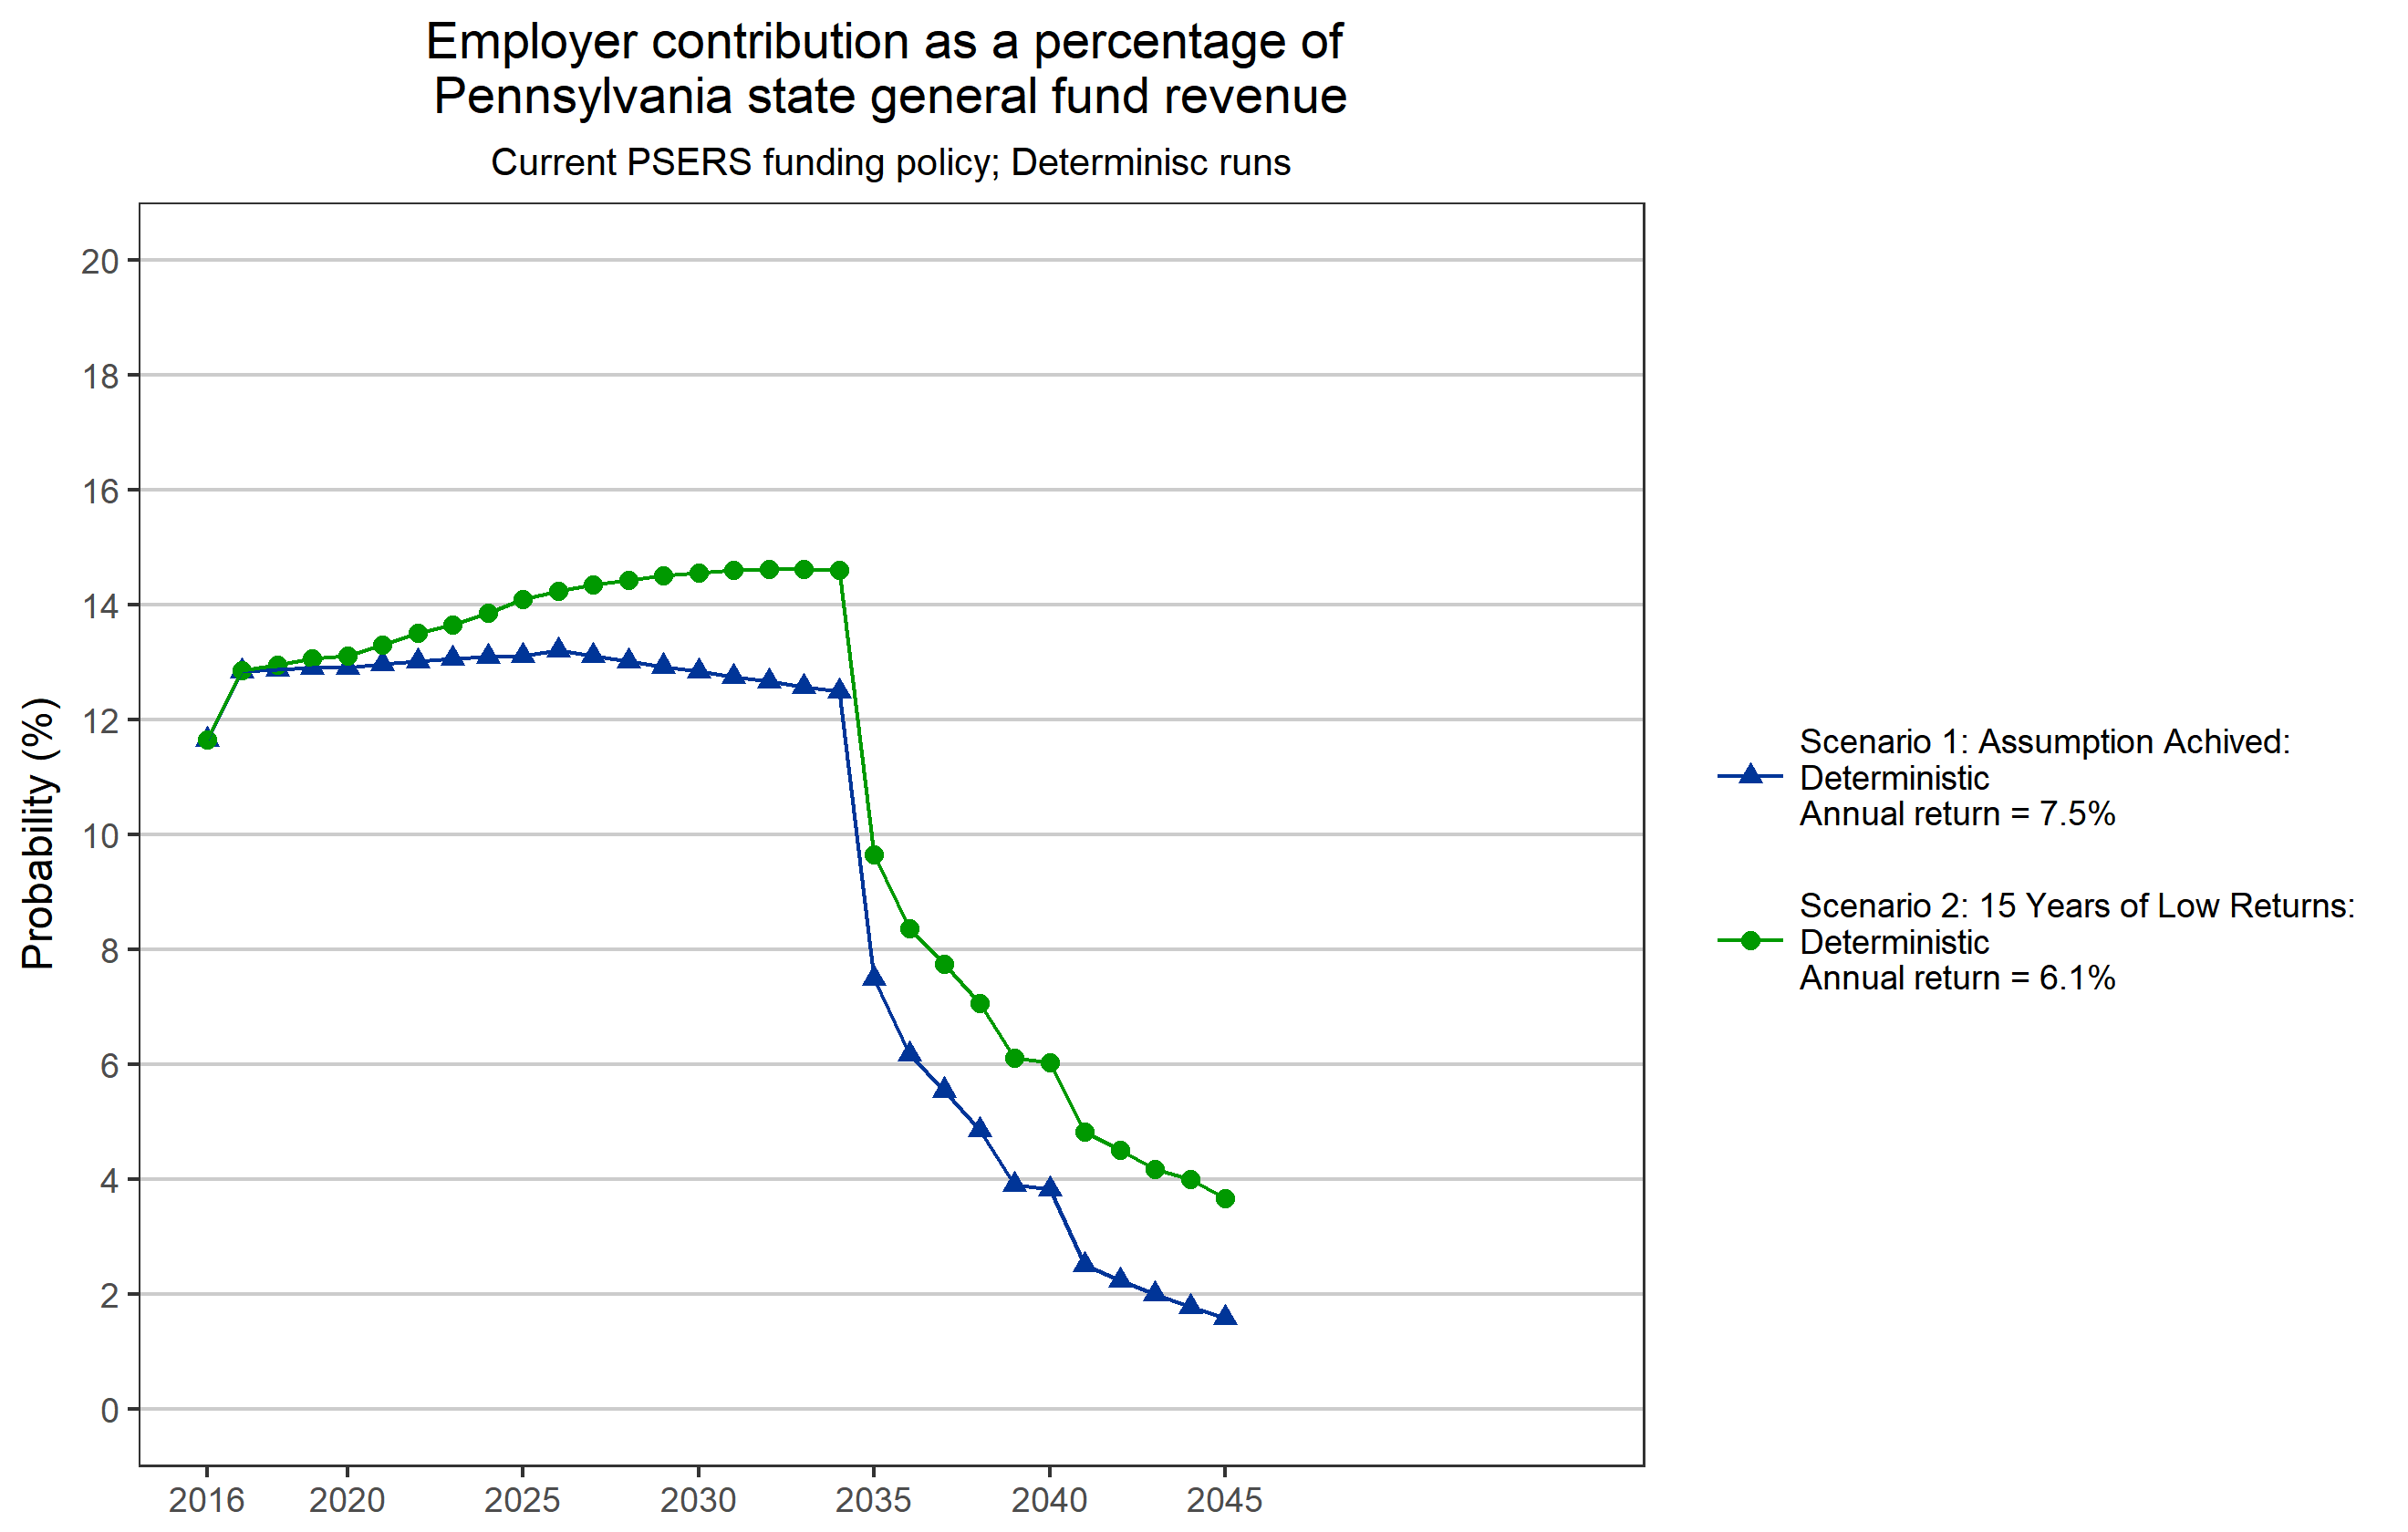 Employer contribution as a percentage of
Pennsylvania state general fund revenue
Current PSERS funding policy; Determinisc runs
Probability (%)
20
18
16
14
12
10
8
6
4
2
0
2016
2020
2025
2030
2035
2040
2045
Scenario 1: Assumption Achived:
Deterministic
Annual return = 7.5%
Scenario 2: 15 Years of Low Returns:
Deterministic
Annual return = 6.1%